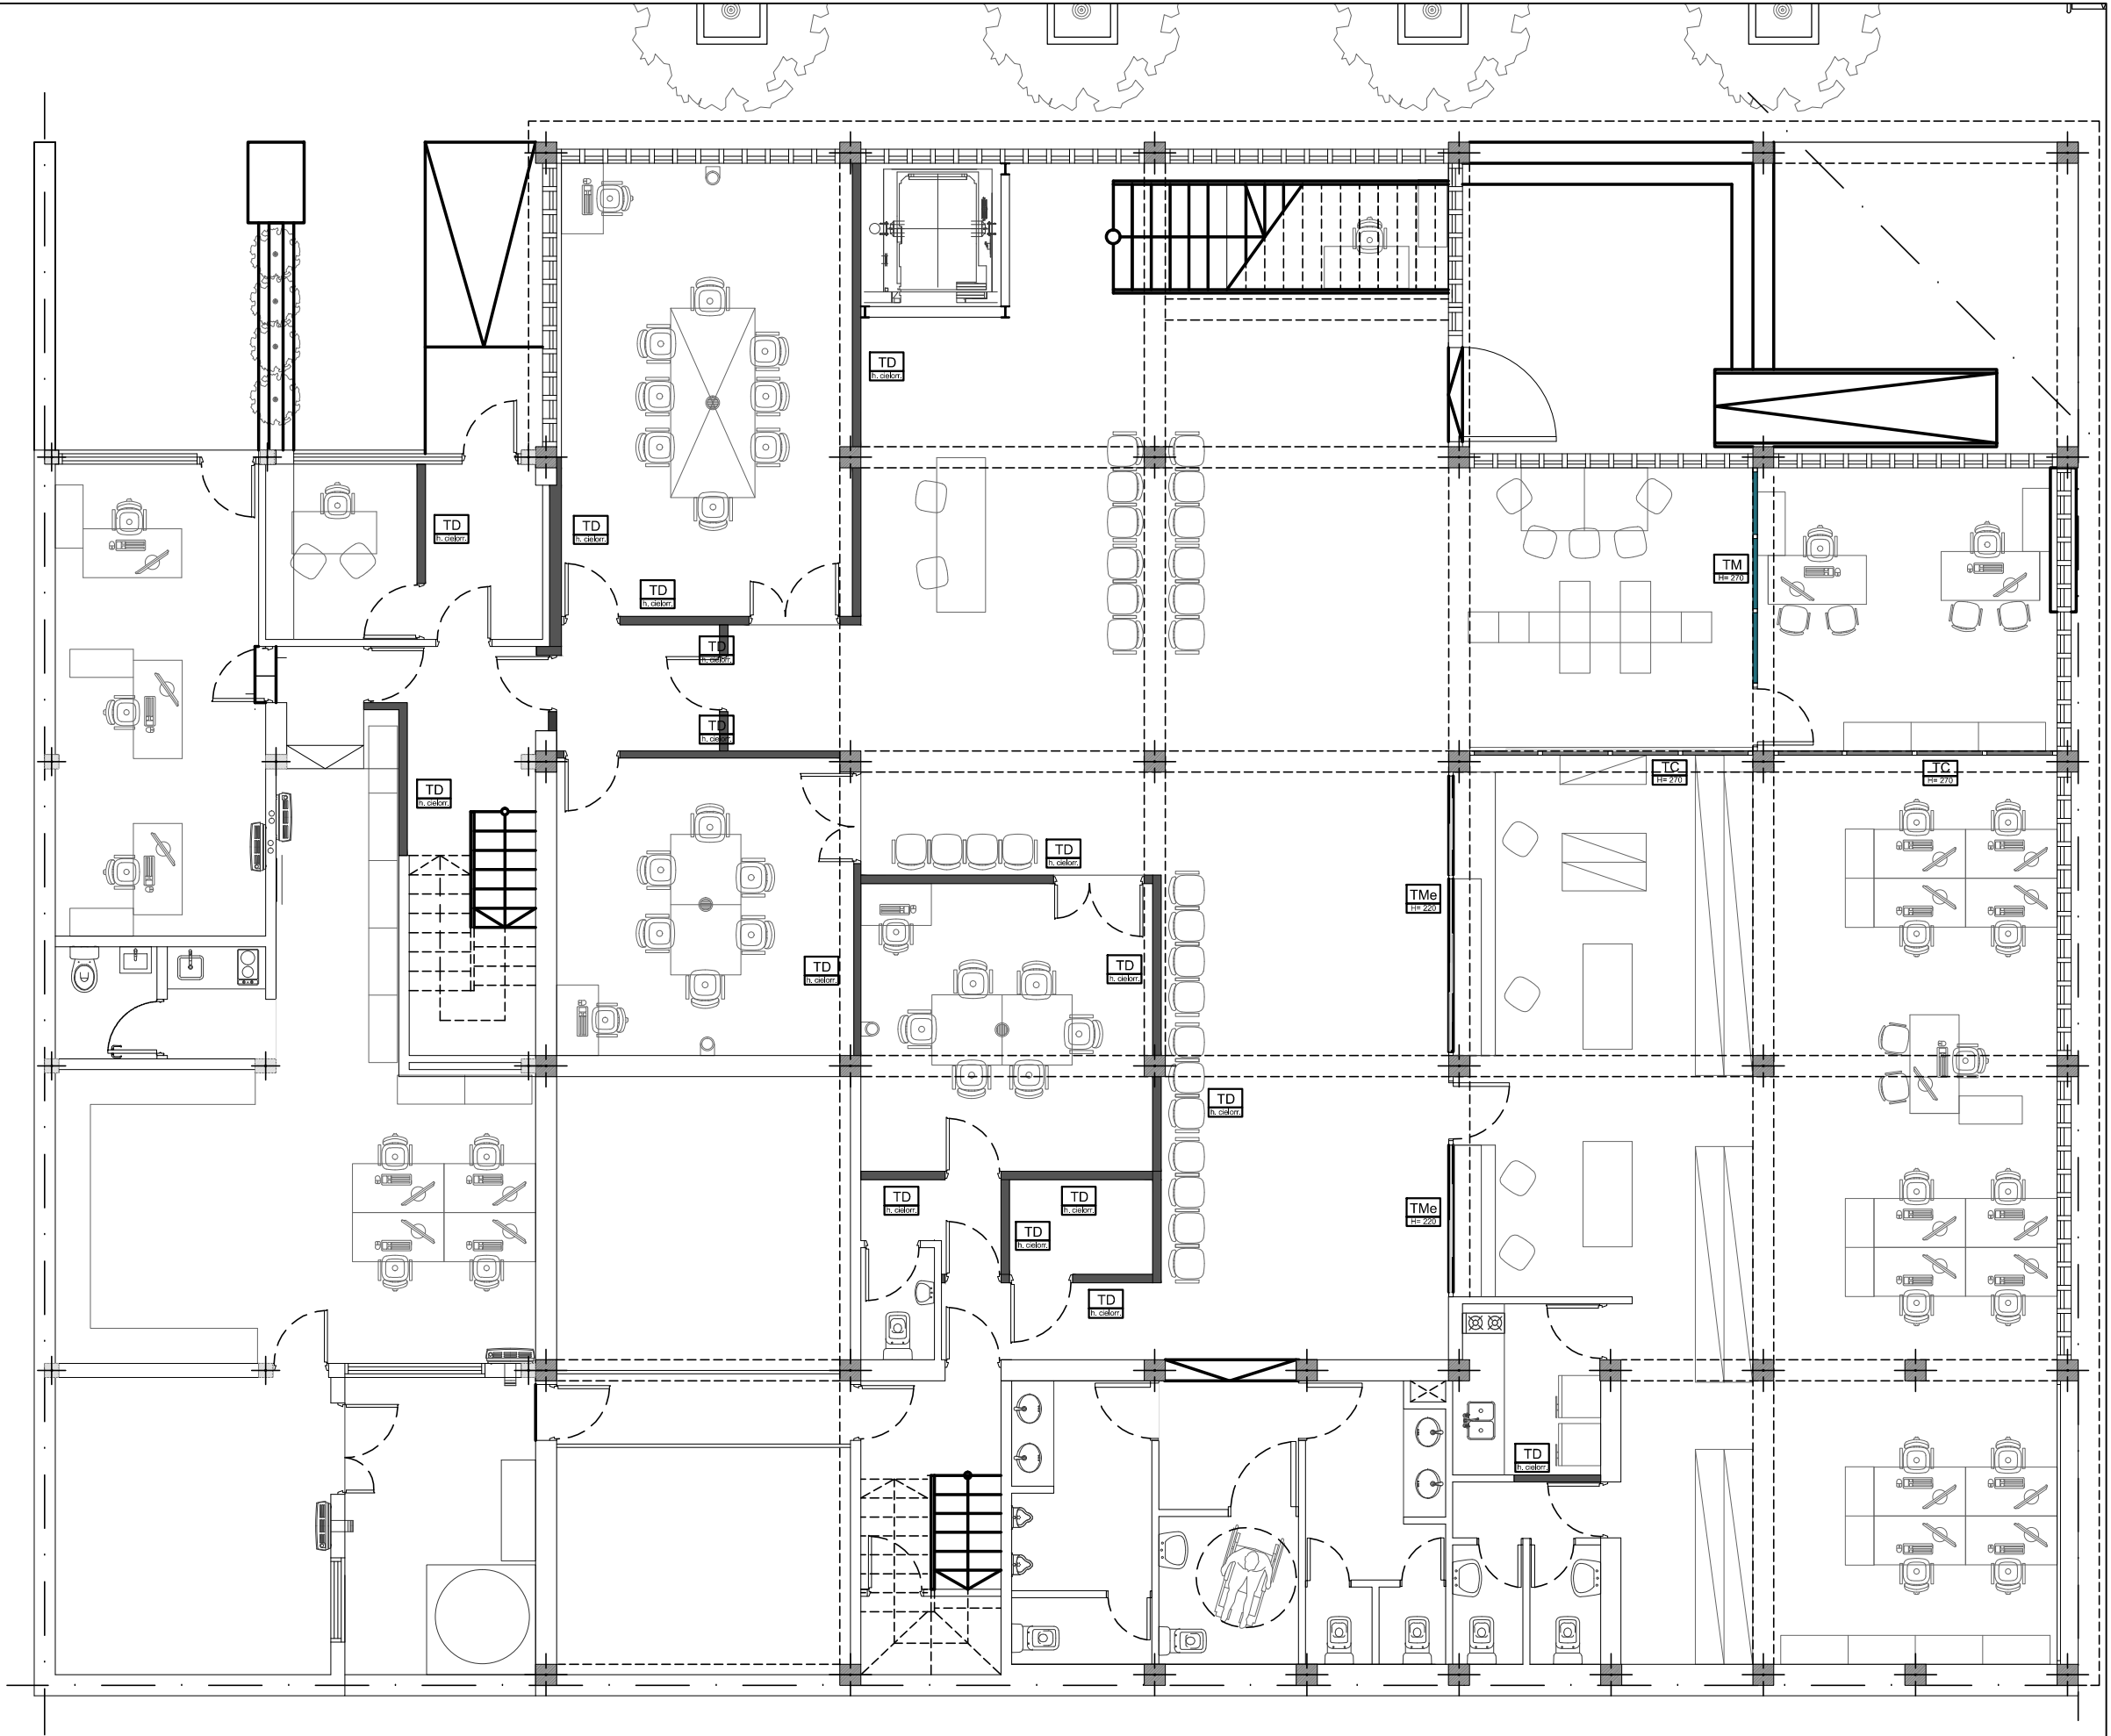 TD
h. cielorr.
TD
h. cielorr.
TD
h. cielorr.
TM
H= 270
TD
h. cielorr.
TD
h. cielorr.
TD
h. cielorr.
TC
H= 270
TC
H= 270
TD
h. cielorr.
TD
h. cielorr.
TMe
H= 220
TD
h. cielorr.
TD
h. cielorr.
TD
h. cielorr.
TD
h. cielorr.
TD
h. cielorr.
TMe
H= 220
TD
h. cielorr.
TD
h. cielorr.
TD
h. cielorr.